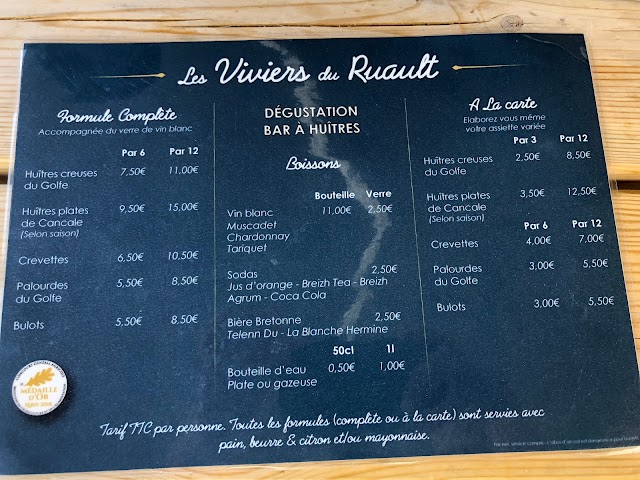 Les Viviers du Ruault
Formule Complète
Accompagnée du verre de vin blanc
Par 6 Par 12
Huîtres creuses 7,50€ 11,00€
du Golfe
Huîtres plates 9,50€ 15,00€
de Cancale
(Selon saison)
Crevettes 6,50€ 10,50€
Palourdes 5,50€ 8,50€
du Golfe
Bulots 5,50€ 8,50€
MÉDAILLE
D'OR
DÉGUSTATION
BAR À HUÎTRES
Boissons
Bouteille Verre
Vin blanc 11,00€ 2,50€
Muscadet
Chardonnay
Tariquet
Sodas 2,50€
Jus d'orange - Breizh Tea - Breizh
Agrum - Coca Cola
Bière Bretonne 2,50€
Telenn Du - La Blanche Hermine
50cl 1l
Bouteille d'eau 0,50€ 1,00€
Plate ou gazeuse
A La carte
Elaborez vous même
votre assiette variée
Par 3 Par 12
Huîtres creuses 2,50€ 8,50€
du Golfe
Huîtres plates 3,50€ 12,50€
de Cancale
(Selon saison)
Par 6 Par 12
Crevettes 4,00€ 7,00€
Palourdes 3,00€ 5,50€
du Golfe
Bulots 3,00€ 5,50€
Tarif TTC par personne. Toutes les formules (complète ou à la carte) sont servies avec
pain, beurre & citron et/ou mayonnaise.